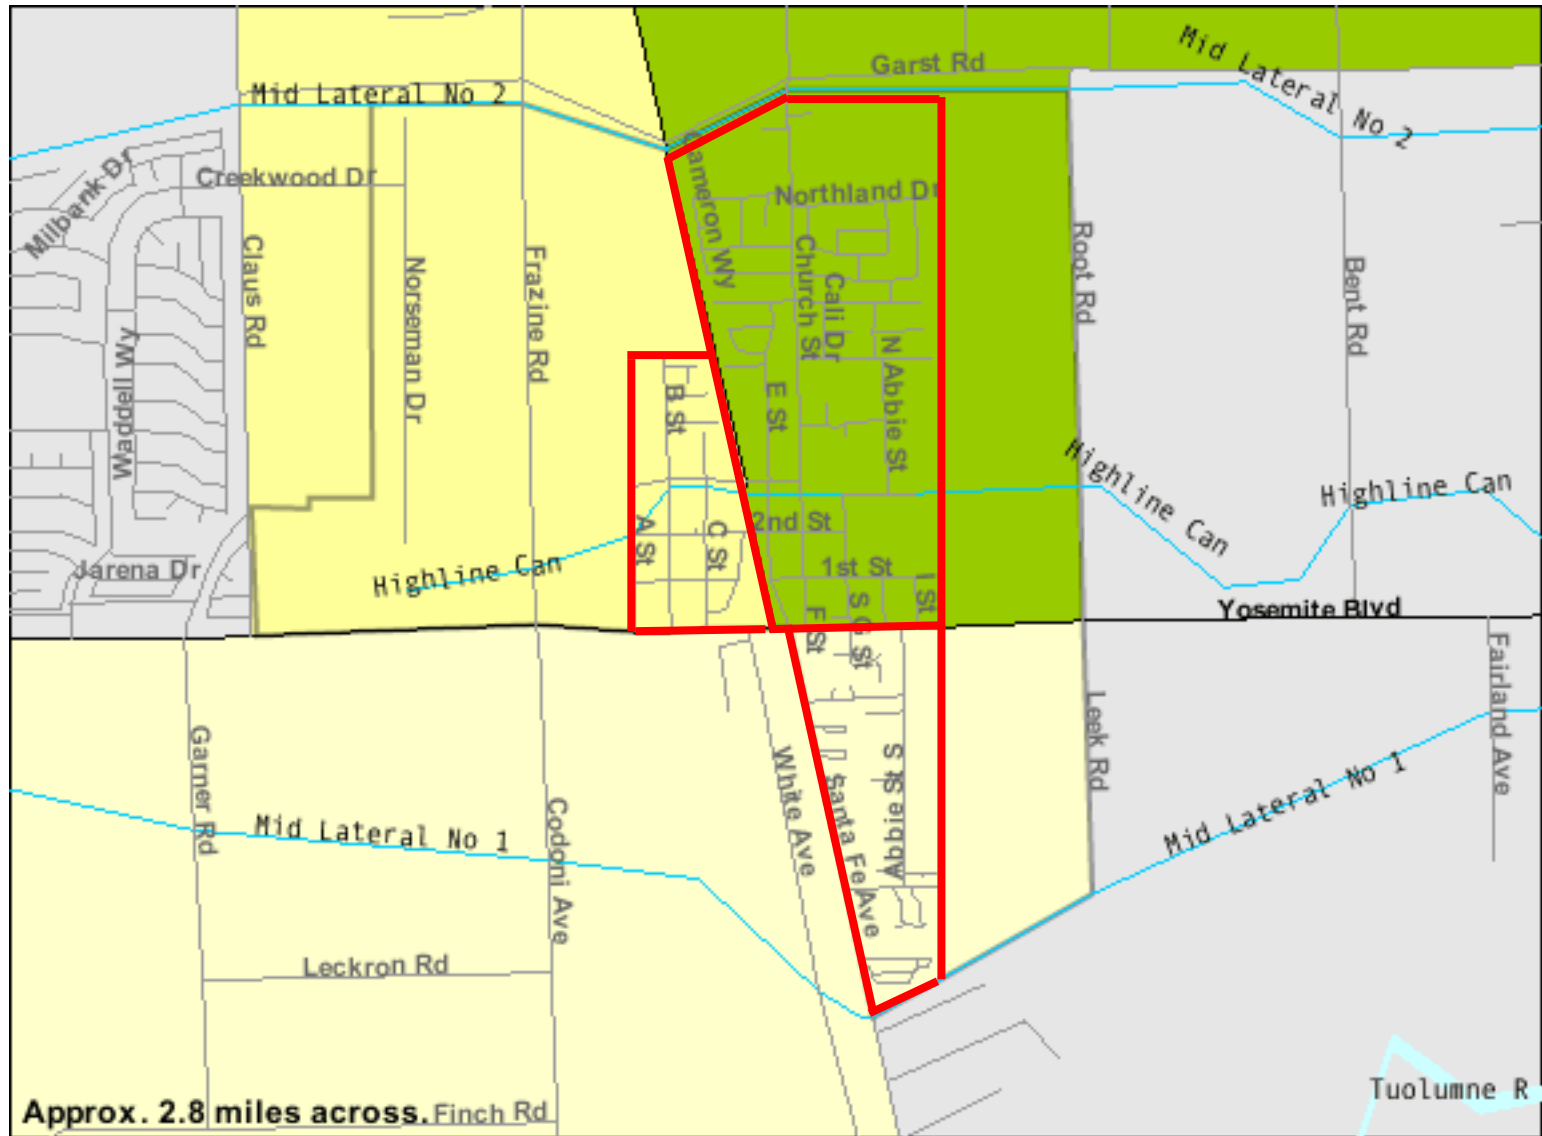 Garst Rd
Mid Lateral No 2
Mid Lateral No 2
Milbank Dr
Creekwood Dr
Cameron Wy
Northland Dr
Claus Rd
Norseman Dr
Frazine Rd
Church St
Cali Dr
Root Rd
Bent Rd
Waddell Wy
B St
E St
N Abbie St
Highline Can
Highline Can
A St
C St
2nd St
Jarena Dr
Highline Can
1st St
I St
Yosemite Blvd
F St
S G St
Fairland Ave
Garner Rd
White Ave
Santa Fe Ave
S Abbie St
Leek Rd
Mid Lateral No 1
Mid Lateral No 1
Codoni Ave
Leckron Rd
Tuolumne R
Approx. 2.8 miles across.
Finch Rd